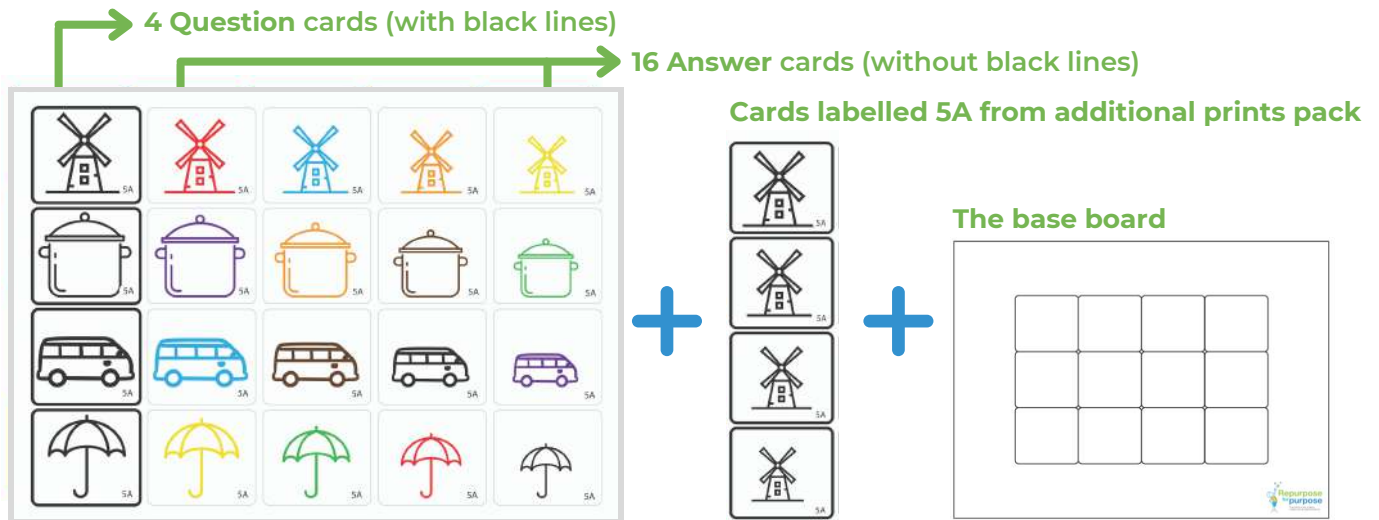 4 Question cards (with black lines)
16 Answer cards (without black lines)
Cards labelled 5A from additional prints pack
5A 5A 5A 5A 5A
5A 5A 5A 5A 5A
5A 5A 5A 5A 5A
5A 5A 5A 5A 5A
5A
5A
5A
5A
The base board
Repurpose
for purpose